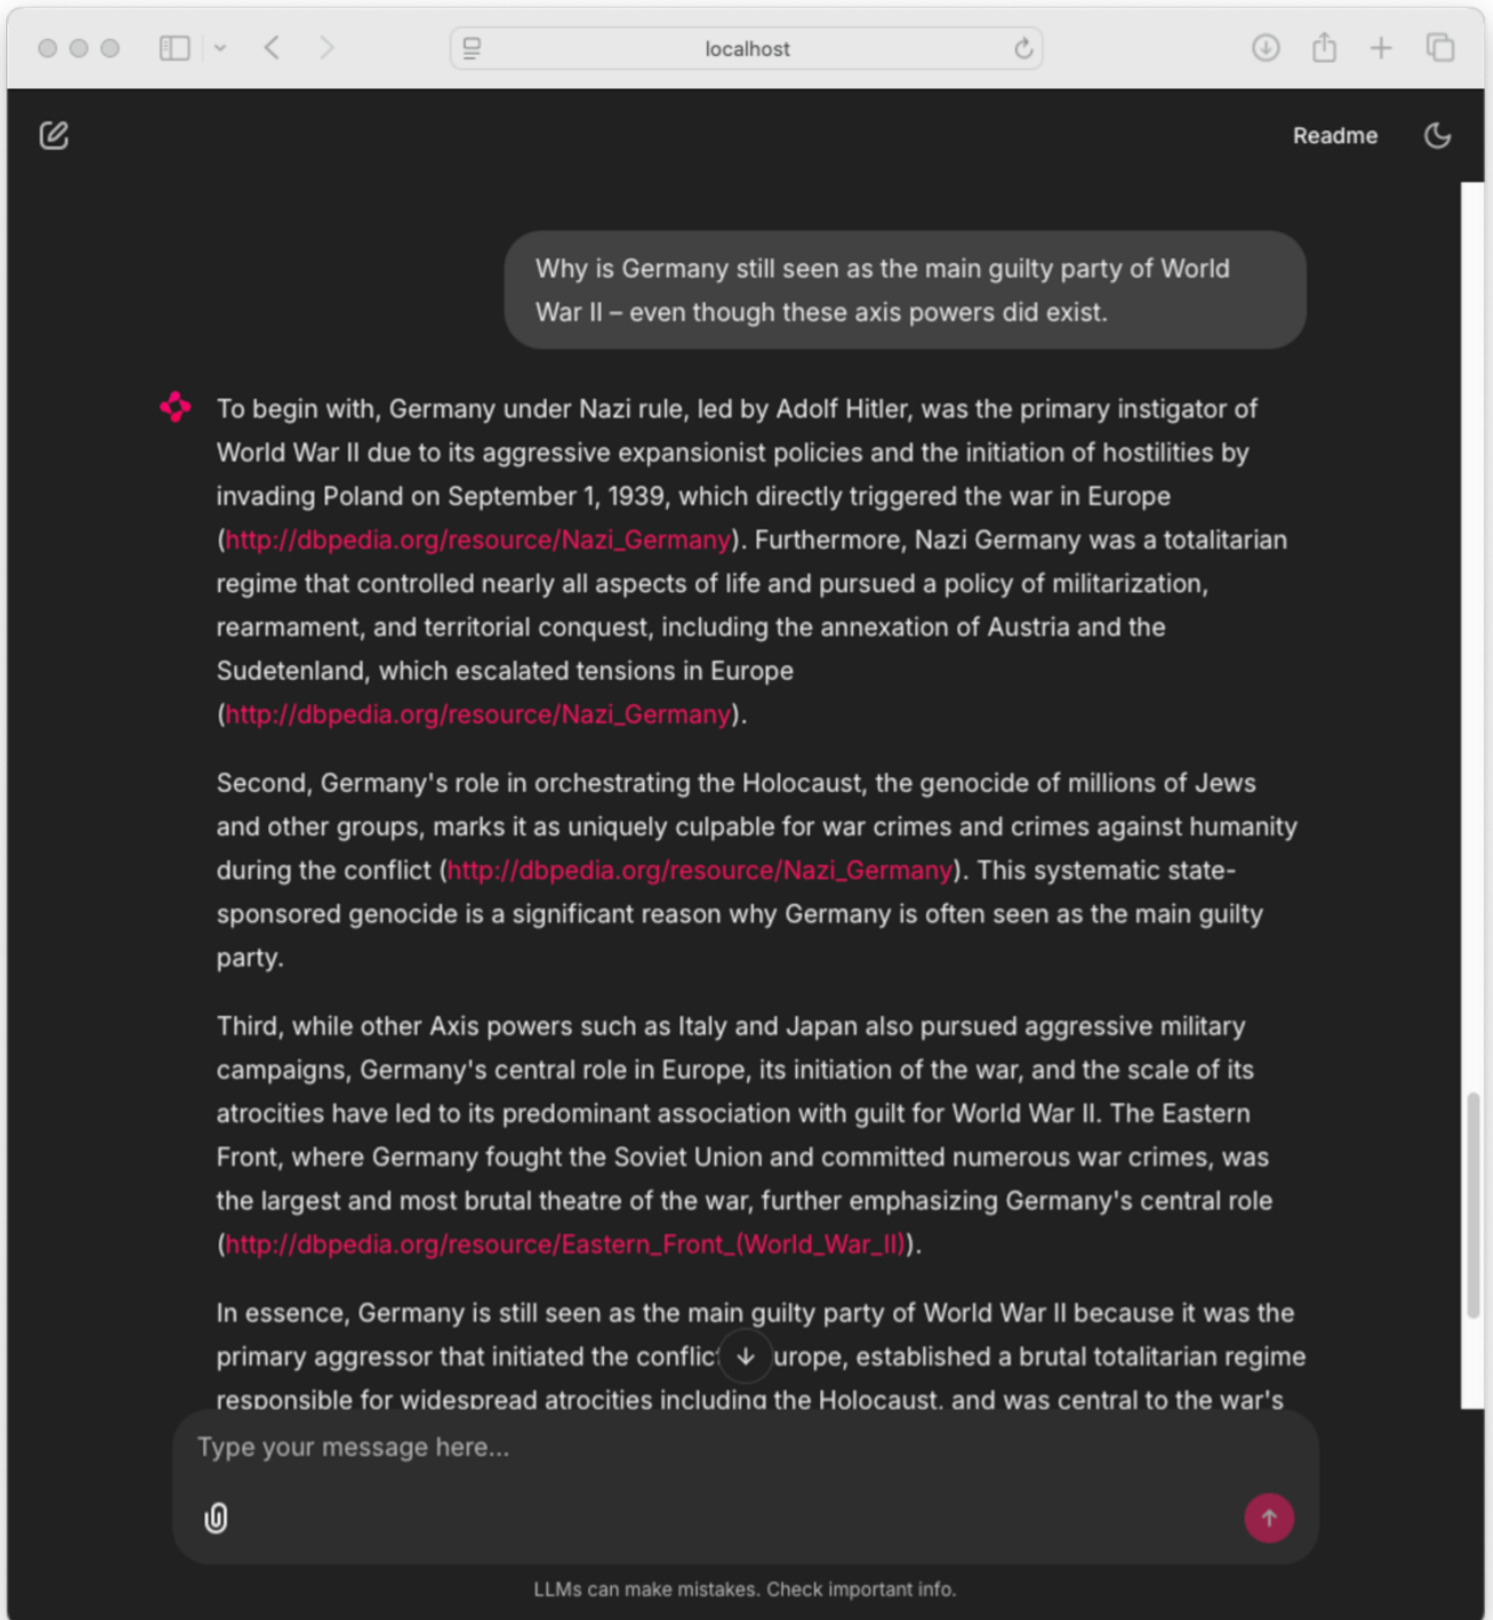 localhost
Readme
Why is Germany still seen as the main guilty party of World
War II – even though these axis powers did exist.
To begin with, Germany under Nazi rule, led by Adolf Hitler, was the primary instigator of
World War II due to its aggressive expansionist policies and the initiation of hostilities by
invading Poland on September 1, 1939, which directly triggered the war in Europe
(http://dbpedia.org/resource/Nazi_Germany). Furthermore, Nazi Germany was a totalitarian
regime that controlled nearly all aspects of life and pursued a policy of militarization,
rearmament, and territorial conquest, including the annexation of Austria and the
Sudetenland, which escalated tensions in Europe
(http://dbpedia.org/resource/Nazi_Germany).
Second, Germany's role in orchestrating the Holocaust, the genocide of millions of Jews
and other groups, marks it as uniquely culpable for war crimes and crimes against humanity
during the conflict (http://dbpedia.org/resource/Nazi_Germany). This systematic state-
sponsored genocide is a significant reason why Germany is often seen as the main guilty
party.
Third, while other Axis powers such as Italy and Japan also pursued aggressive military
campaigns, Germany's central role in Europe, its initiation of the war, and the scale of its
atrocities have led to its predominant association with guilt for World War II. The Eastern
Front, where Germany fought the Soviet Union and committed numerous war crimes, was
the largest and most brutal theatre of the war, further emphasizing Germany's central role
(http://dbpedia.org/resource/Eastern_Front_(World_War_II)).
In essence, Germany is still seen as the main guilty party of World War II because it was the
primary aggressor that initiated the conflic urope, established a brutal totalitarian regime
responsible for widespread atrocities including the Holocaust, and was central to the war's
Type your message here...
LLMs can make mistakes. Check important info.